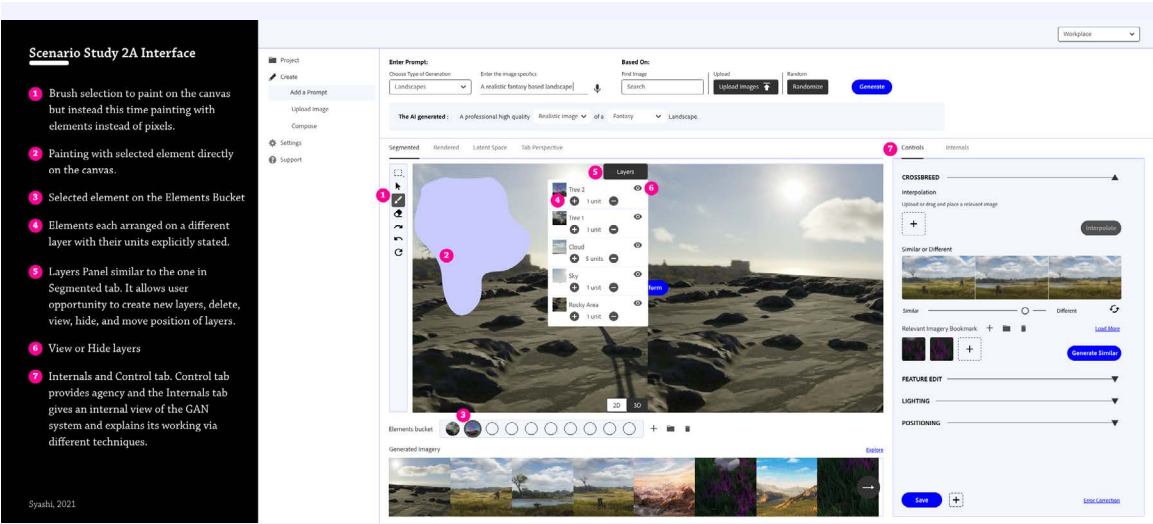 Scenario Study 2A Interface
1 Brush selection to paint on the canvas
but instead this time painting with
elements instead of pixels.
2 Painting with selected element directly
on the canvas.
3 Selected element on the Elements Bucket
4 Elements each arranged on a different
layer with their units explicitly stated.
5 Layers Panel similar to the one in
Segmented tab. It allows user
opportunity to create new layers, delete,
view, hide, and move position of layers.
6 View or Hide layers
7 Internals and Control tab. Control tab
provides agency and the Internals tab
gives an internal view of the GAN
system and explains its working via
different techniques.
Syashi, 2021
Workplace
Project
Create
Add a Prompt
Upload Image
Compose
Settings
Support
Enter Prompt:
Based On:
Choose Type of Generation
Enter the image specifics
Find Image
Upload
Random
Landscapes
A realistic fantasy based landscape
Search
Upload Images
Randomize
Generate
The AI generated : A professional high quality Realistic image of a Fantasy Landscape.
Segmented Rendered Latent Space Tab Perspective
1
2
5 Layers
Tree 2
6
4
1 unit
Tree 1
1 unit
Cloud
5 units
Sky
1 unit
form
Rocky Area
1 unit
2D 3D
3
Elements bucket
Generated Imagery
Explore
7 Controls Internals
CROSSBREED
Interpolation
Upload or drag and place a relevant image
Interpolate
Similar or Different
Similar
Different
Relevant Imagery Bookmark
Load More
Generate Similar
FEATURE EDIT
LIGHTING
POSITIONING
Save
Error Correction